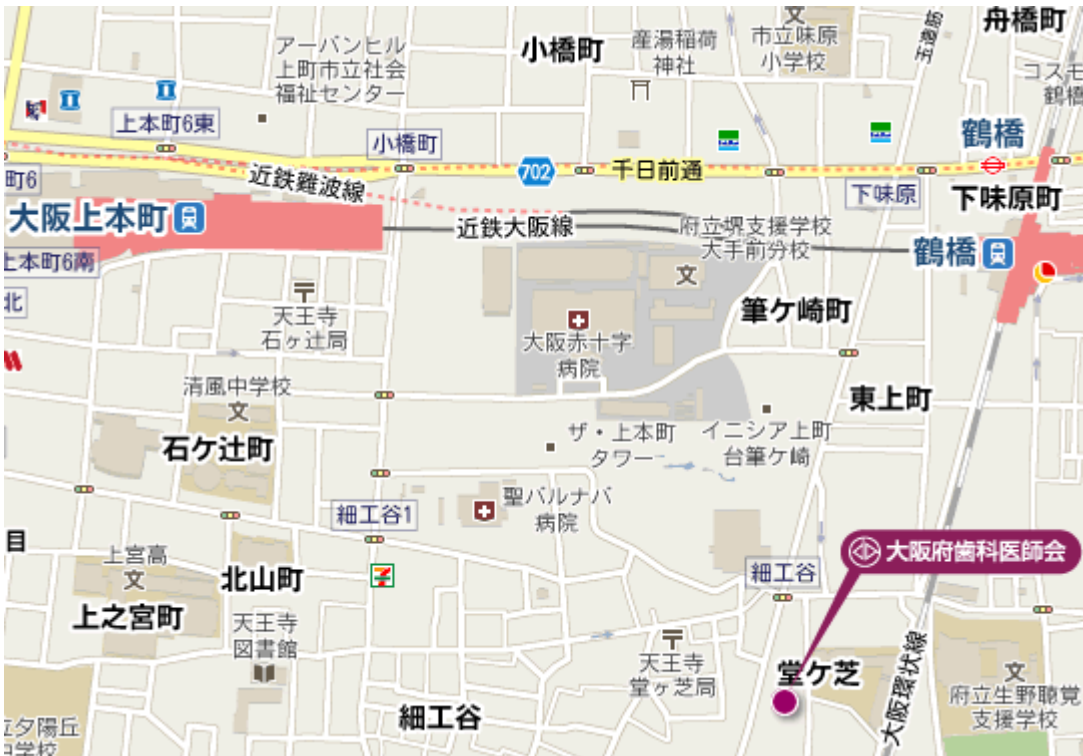 舟橋町
アーバンヒル
上町市立社会
福祉センター
小橋町
産湯稲荷
神社
市立味原
小学校
玉造筋
コスモ
鶴橋
上本町6東
小橋町
鶴橋
町6
近鉄難波線
702
千日前通
下味原
下味原町
大阪上本町
近鉄大阪線
府立堺支援学校
大手前分校
鶴橋
上本町6南
北
天王寺
石ヶ辻局
筆ケ崎町
大阪赤十字
病院
清風中学校
東上町
石ケ辻町
ザ・上本町
タワー
イニシア上町
台筆ケ崎
聖バルナバ
病院
細工谷1
目
上宮高
北山町
細工谷
大阪府歯科医師会
上之宮町
天王寺
図書館
天王寺
堂ヶ芝局
堂ケ芝
大阪環状線
府立生野聴覚
支援学校
細工谷
立夕陽丘
中学校